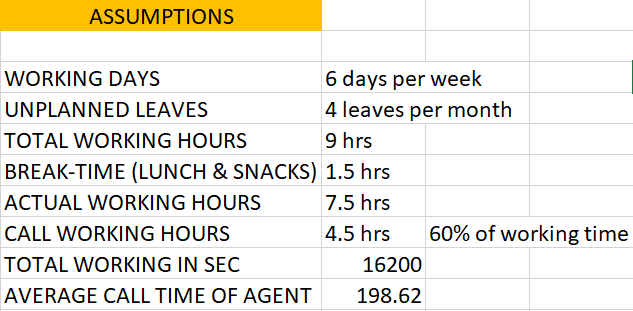 ASSUMPTIONS
WORKING DAYS 6 days per week
UNPLANNED LEAVES 4 leaves per month
TOTAL WORKING HOURS 9 hrs
BREAK-TIME (LUNCH & SNACKS) 1.5 hrs
ACTUAL WORKING HOURS 7.5 hrs
CALL WORKING HOURS 4.5 hrs 60% of working time
TOTAL WORKING IN SEC 16200
AVERAGE CALL TIME OF AGENT 198.62